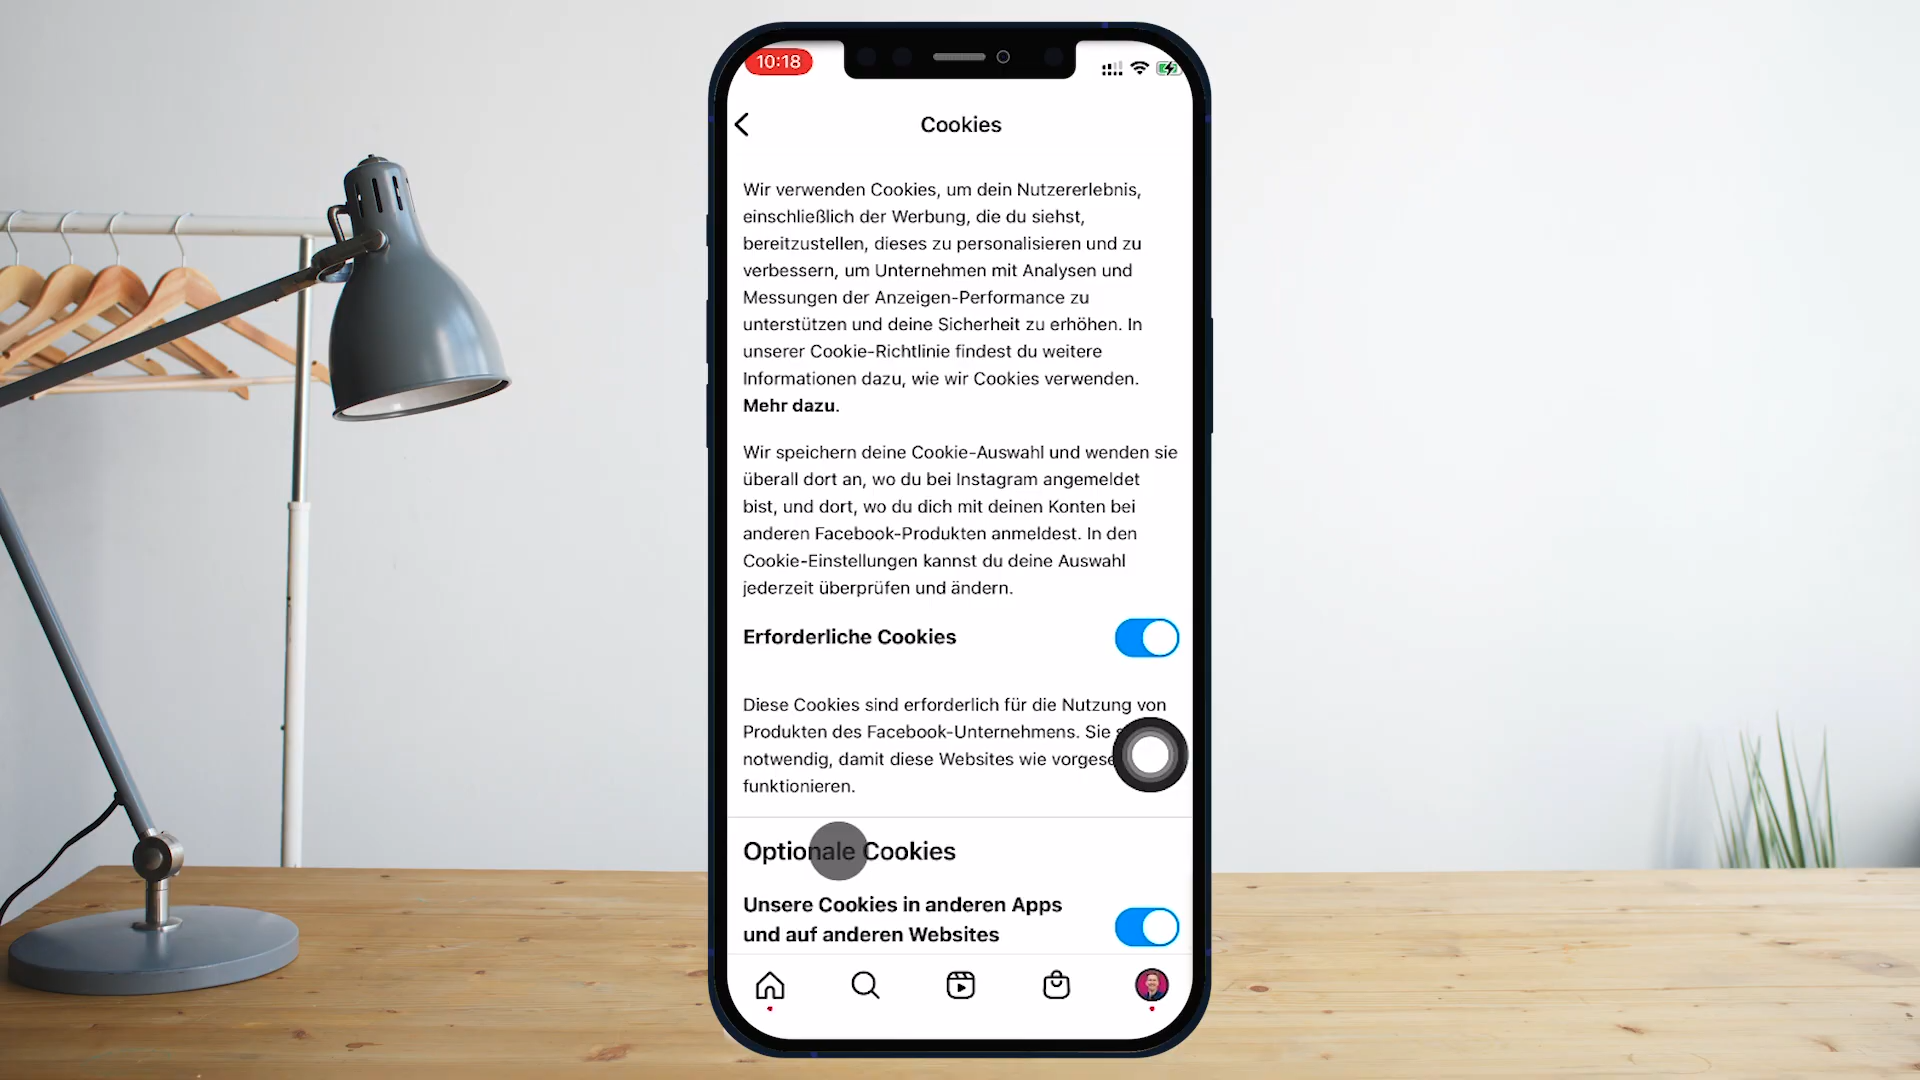 10:18
Cookies
Wir verwenden Cookies, um dein Nutzererlebnis,
einschließlich der Werbung, die du siehst,
bereitzustellen, dieses zu personalisieren und zu
verbessern, um Unternehmen mit Analysen und
Messungen der Anzeigen-Performance zu
unterstützen und deine Sicherheit zu erhöhen. In
unserer Cookie-Richtlinie findest du weitere
Informationen dazu, wie wir Cookies verwenden.
Mehr dazu.
Wir speichern deine Cookie-Auswahl und wenden sie
überall dort an, wo du bei Instagram angemeldet
bist, und dort, wo du dich mit deinen Konten bei
anderen Facebook-Produkten anmeldest. In den
Cookie-Einstellungen kannst du deine Auswahl
jederzeit überprüfen und ändern.
Erforderliche Cookies
Diese Cookies sind erforderlich für die Nutzung von
Produkten des Facebook-Unternehmens. Sie
notwendig, damit diese Websites wie
funktionieren.
Optionale Cookies
Unsere Cookies in anderen Apps
und auf anderen Websites